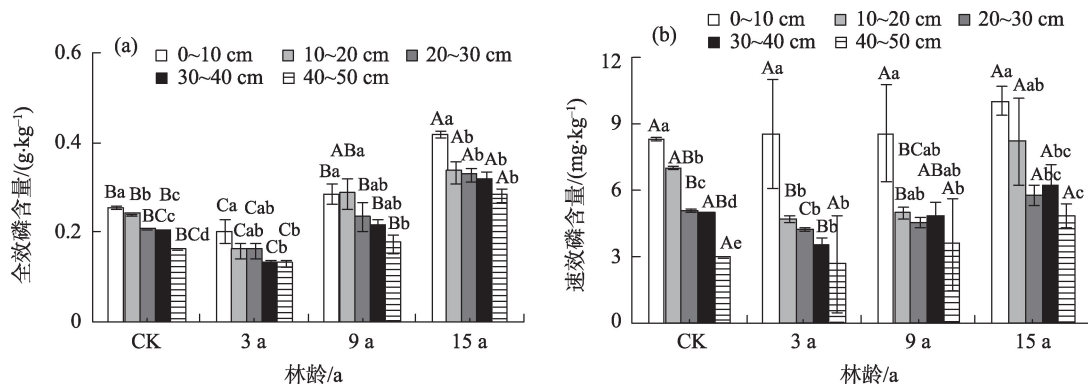 (a)
0~10 cm 10~20 cm 20~30 cm
30~40 cm 40~50 cm
全效磷含量/(g·kg⁻¹)
0.6
0.4
0.2
0
Ba Bb Bc BCc BCd
Ca Cab Cab Cb Cb
Ba ABa Bab Bab Bb
Aa Ab Ab Ab Ab
CK 3 a 9 a 15 a
林龄/a
(b)
0~10 cm 10~20 cm 20~30 cm
30~40 cm 40~50 cm
速效磷含量/(mg·kg⁻¹)
12
9
6
3
0
Aa ABb Bc ABd Ae
Aa Bb Cb Bb Ab
Aa Bab BCab ABab Ab
Aa Aab Abc Abc Ac
CK 3 a 9 a 15 a
林龄/a